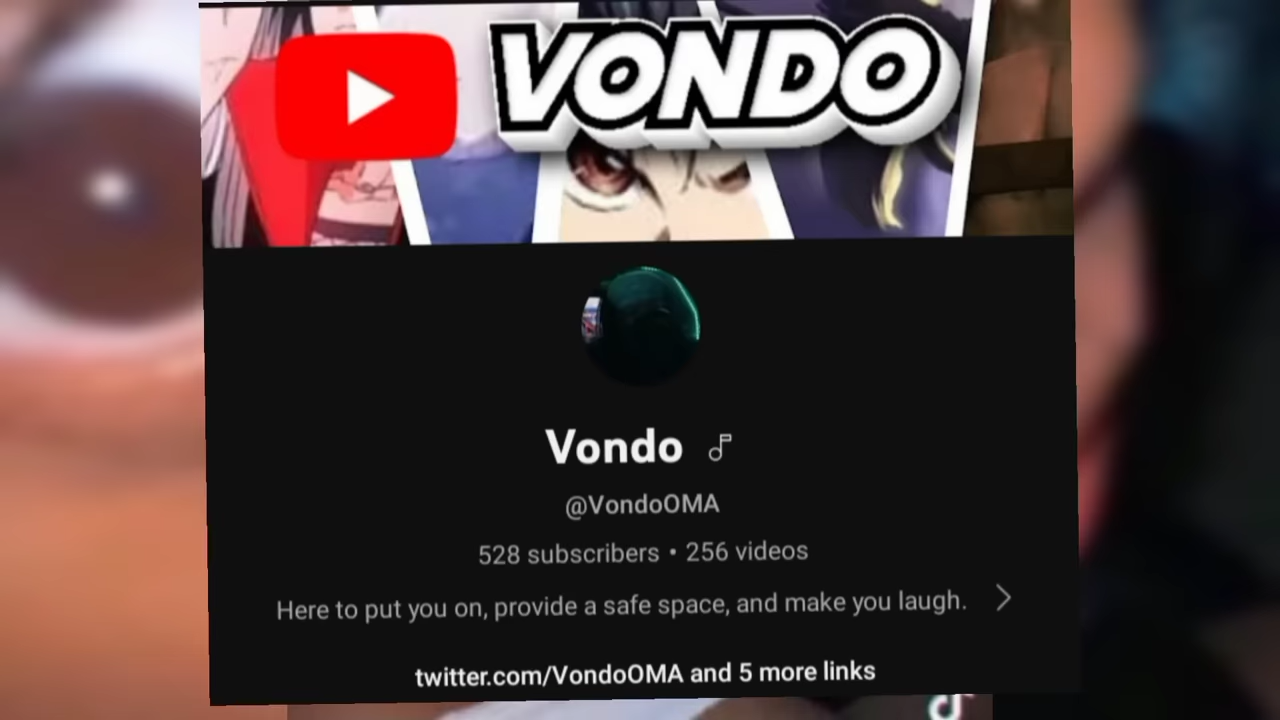 VONDO
Vondo
@VondoOMA
528 subscribers • 256 videos
Here to put you on, provide a safe space, and make you laugh.
twitter.com/VondoOMA and 5 more links